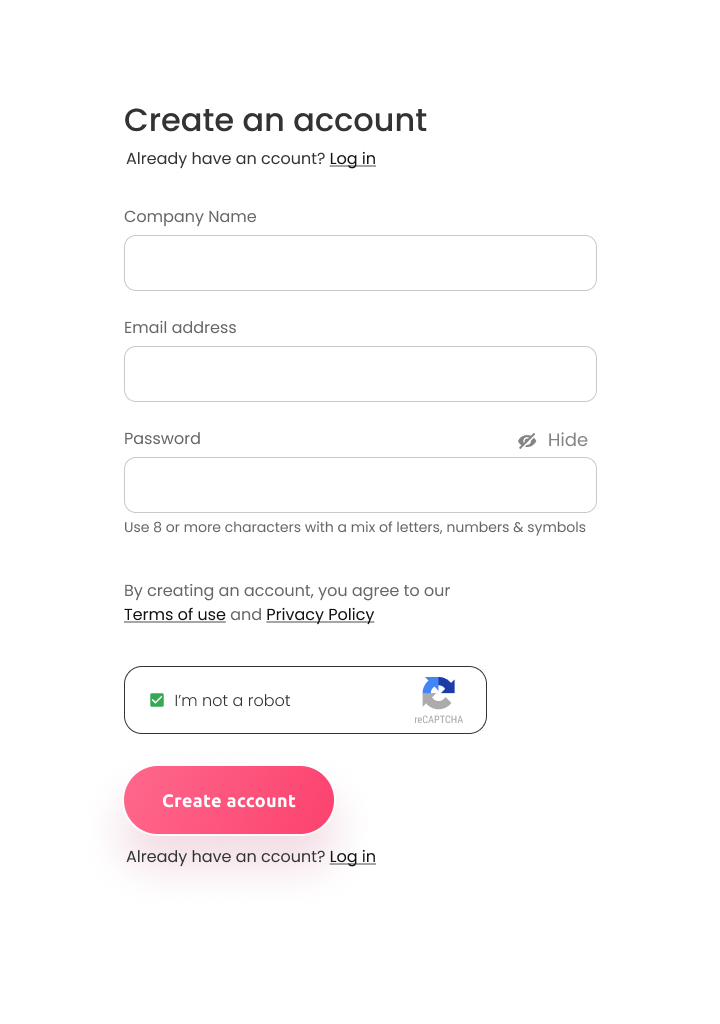 Create an account
Already have an ccount? Log in
Company Name
Email address
Password
Hide
Use 8 or more characters with a mix of letters, numbers & symbols
By creating an account, you agree to our
Terms of use and Privacy Policy
I'm not a robot
reCAPTCHA
Create account
Already have an ccount? Log in